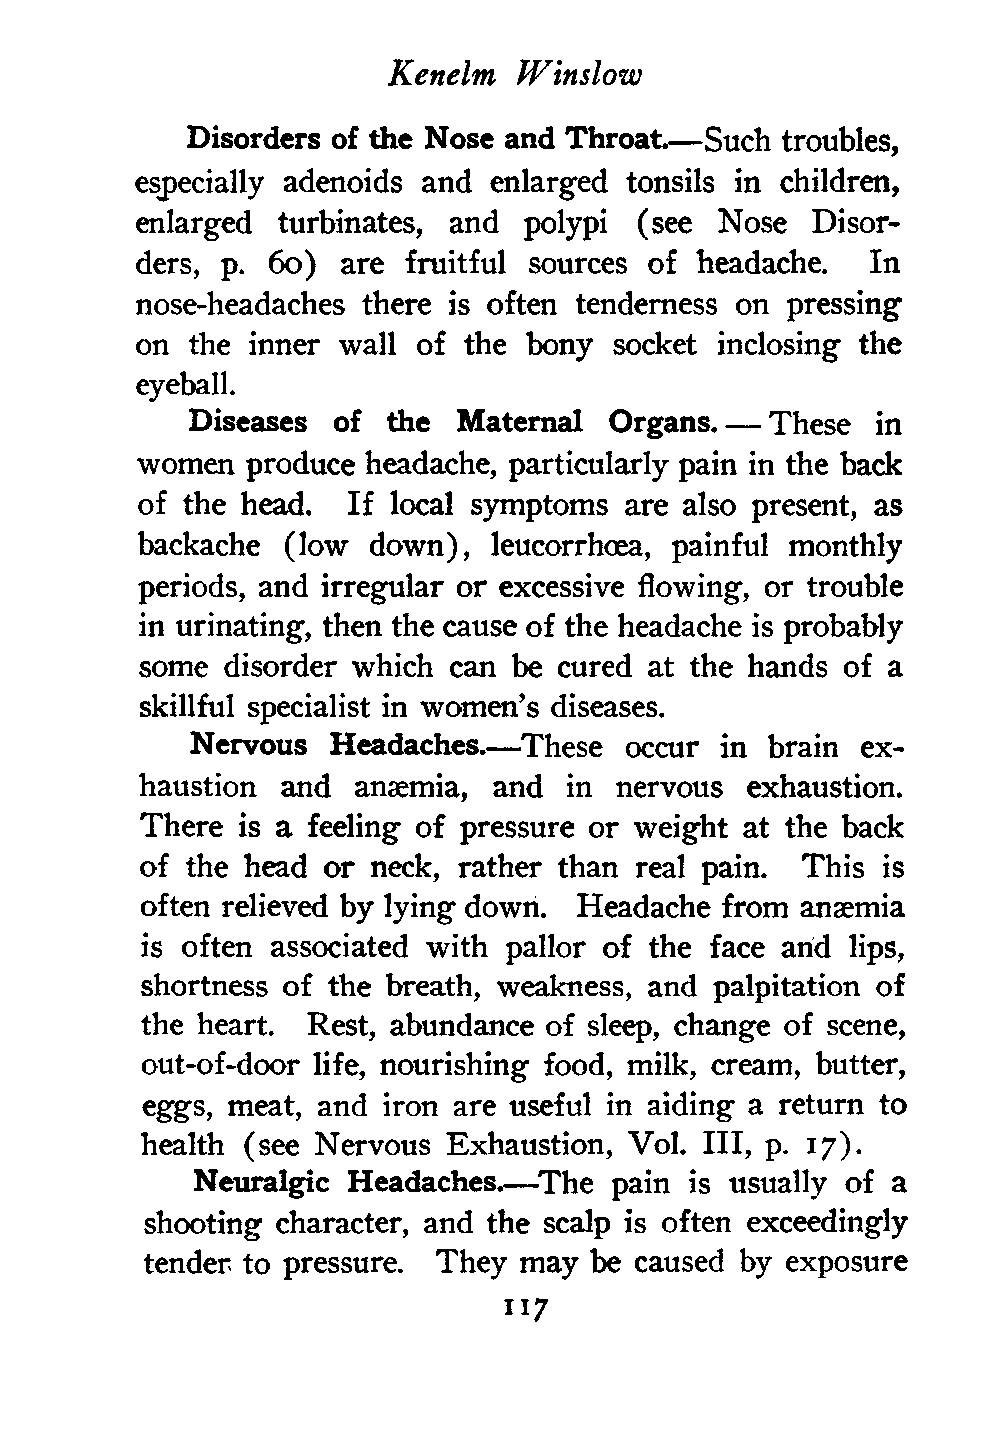 Kenelm Winslow
Disorders of the Nose and Throat.—Such troubles,
especially adenoids and enlarged tonsils in children,
enlarged turbinates, and polypi (see Nose Disor-
ders, p. 60) are fruitful sources of headache. In
nose-headaches there is often tenderness on pressing
on the inner wall of the bony socket inclosing the
eyeball.
Diseases of the Maternal Organs. — These in
women produce headache, particularly pain in the back
of the head. If local symptoms are also present, as
backache (low down), leucorrhœa, painful monthly
periods, and irregular or excessive flowing, or trouble
in urinating, then the cause of the headache is probably
some disorder which can be cured at the hands of a
skillful specialist in women's diseases.
Nervous Headaches.—These occur in brain ex-
haustion and anæmia, and in nervous exhaustion.
There is a feeling of pressure or weight at the back
of the head or neck, rather than real pain. This is
often relieved by lying down. Headache from anæmia
is often associated with pallor of the face and lips,
shortness of the breath, weakness, and palpitation of
the heart. Rest, abundance of sleep, change of scene,
out-of-door life, nourishing food, milk, cream, butter,
eggs, meat, and iron are useful in aiding a return to
health (see Nervous Exhaustion, Vol. III, p. 17).
Neuralgic Headaches.—The pain is usually of a
shooting character, and the scalp is often exceedingly
tender to pressure. They may be caused by exposure
117